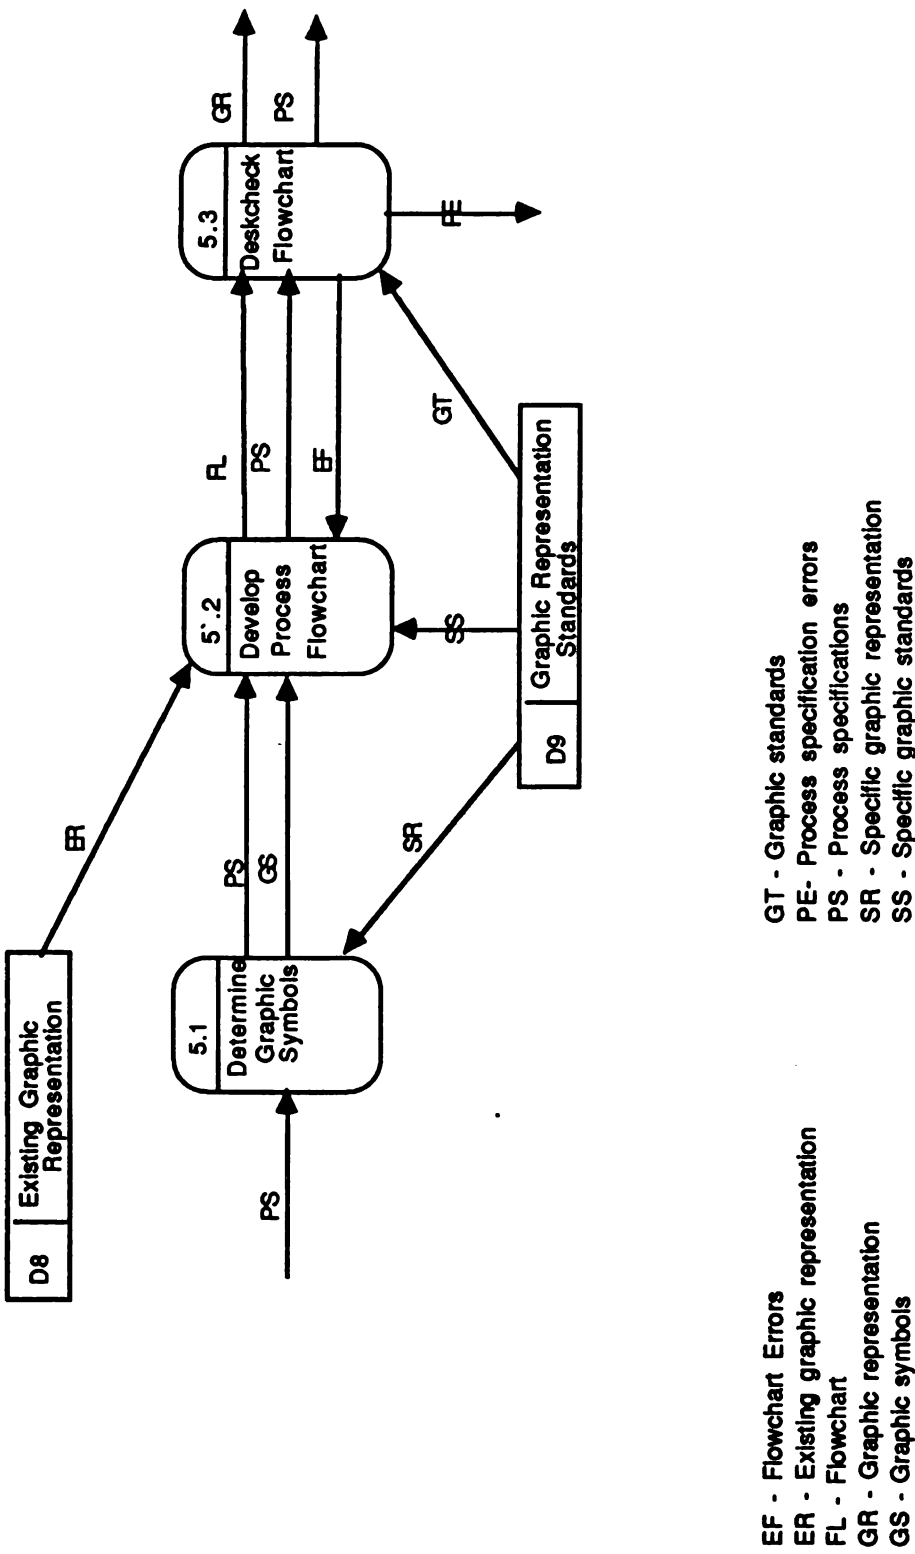 D8
Existing Graphic
Representation
ER
PS
5.1
Determine
Graphic
Symbols
PS
GS
SR
5`.2
Develop
Process
Flowchart
SS
D9
Graphic Representation
Standards
FL
PS
EF
GT
5.3
Deskcheck
Flowchart
PE
GR
PS
EF - Flowchart Errors
ER - Existing graphic representation
FL - Flowchart
GR - Graphic representation
GS - Graphic symbols
GT - Graphic standards
PE- Process specification errors
PS - Process specifications
SR - Specific graphic representation
SS - Specific graphic standards